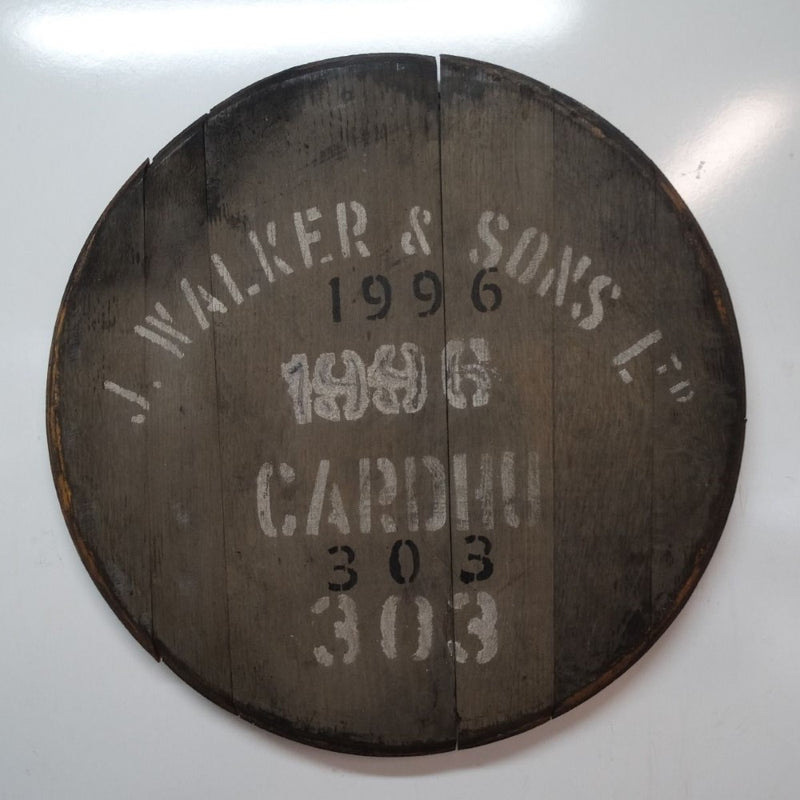 J. WALKER & SONS LTD
1996
1996
CARDHU
303
303